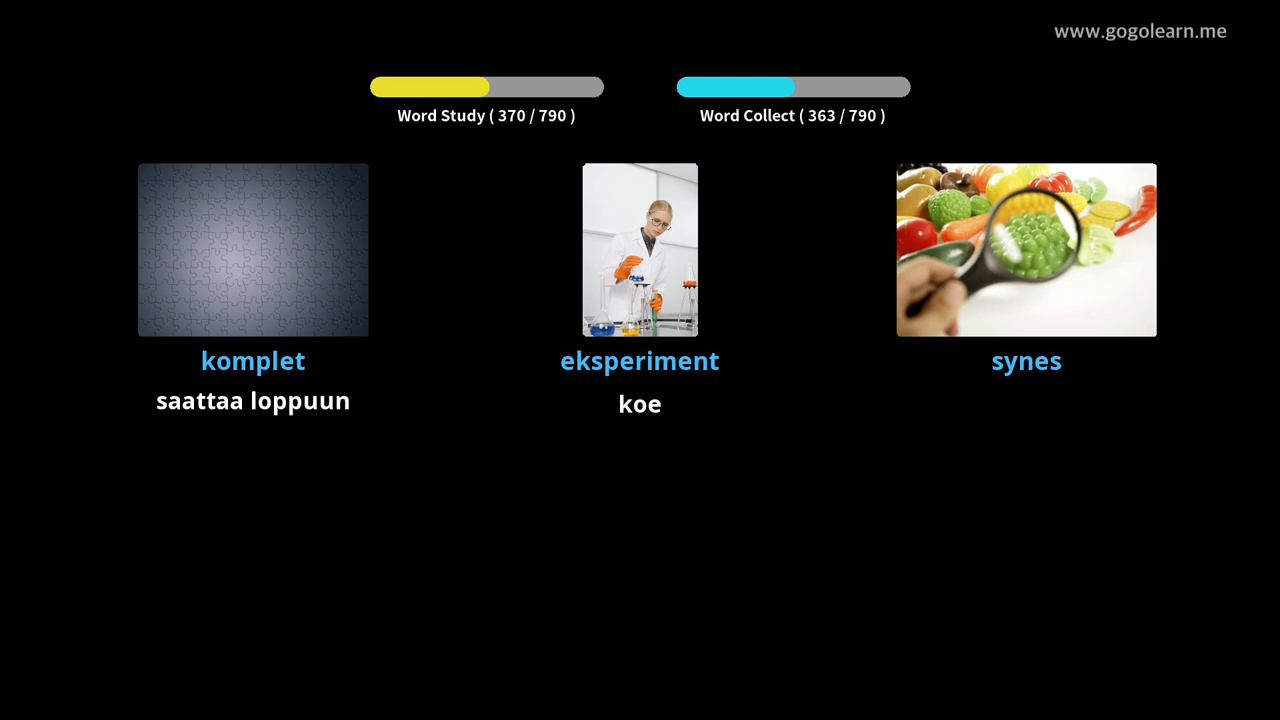 www.gogolearn.me
Word Study ( 370 / 790 )
Word Collect ( 363 / 790 )
komplet
eksperiment
synes
saattaa loppuun
koe